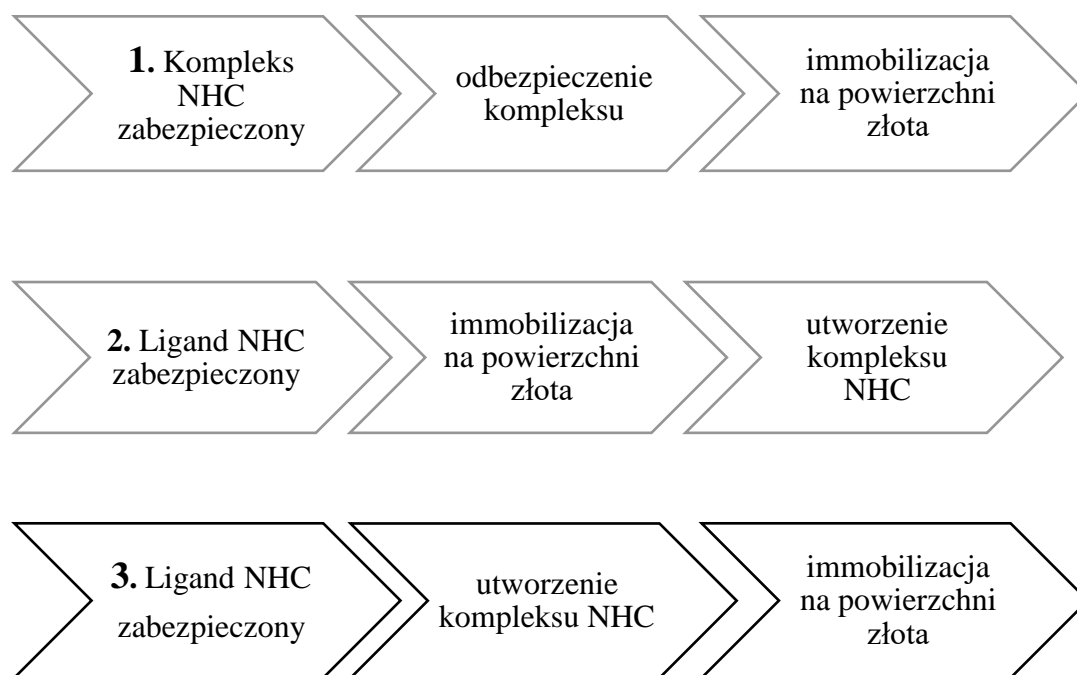 1. Kompleks
NHC
zabezpieczony
odbezpieczenie
kompleksu
immobilizacja
na powierzchni
złota
2. Ligand NHC
zabezpieczony
immobilizacja
na powierzchni
złota
utworzenie
kompleksu
NHC
3. Ligand NHC
zabezpieczony
utworzenie
kompleksu NHC
immobilizacja
na powierzchni
złota